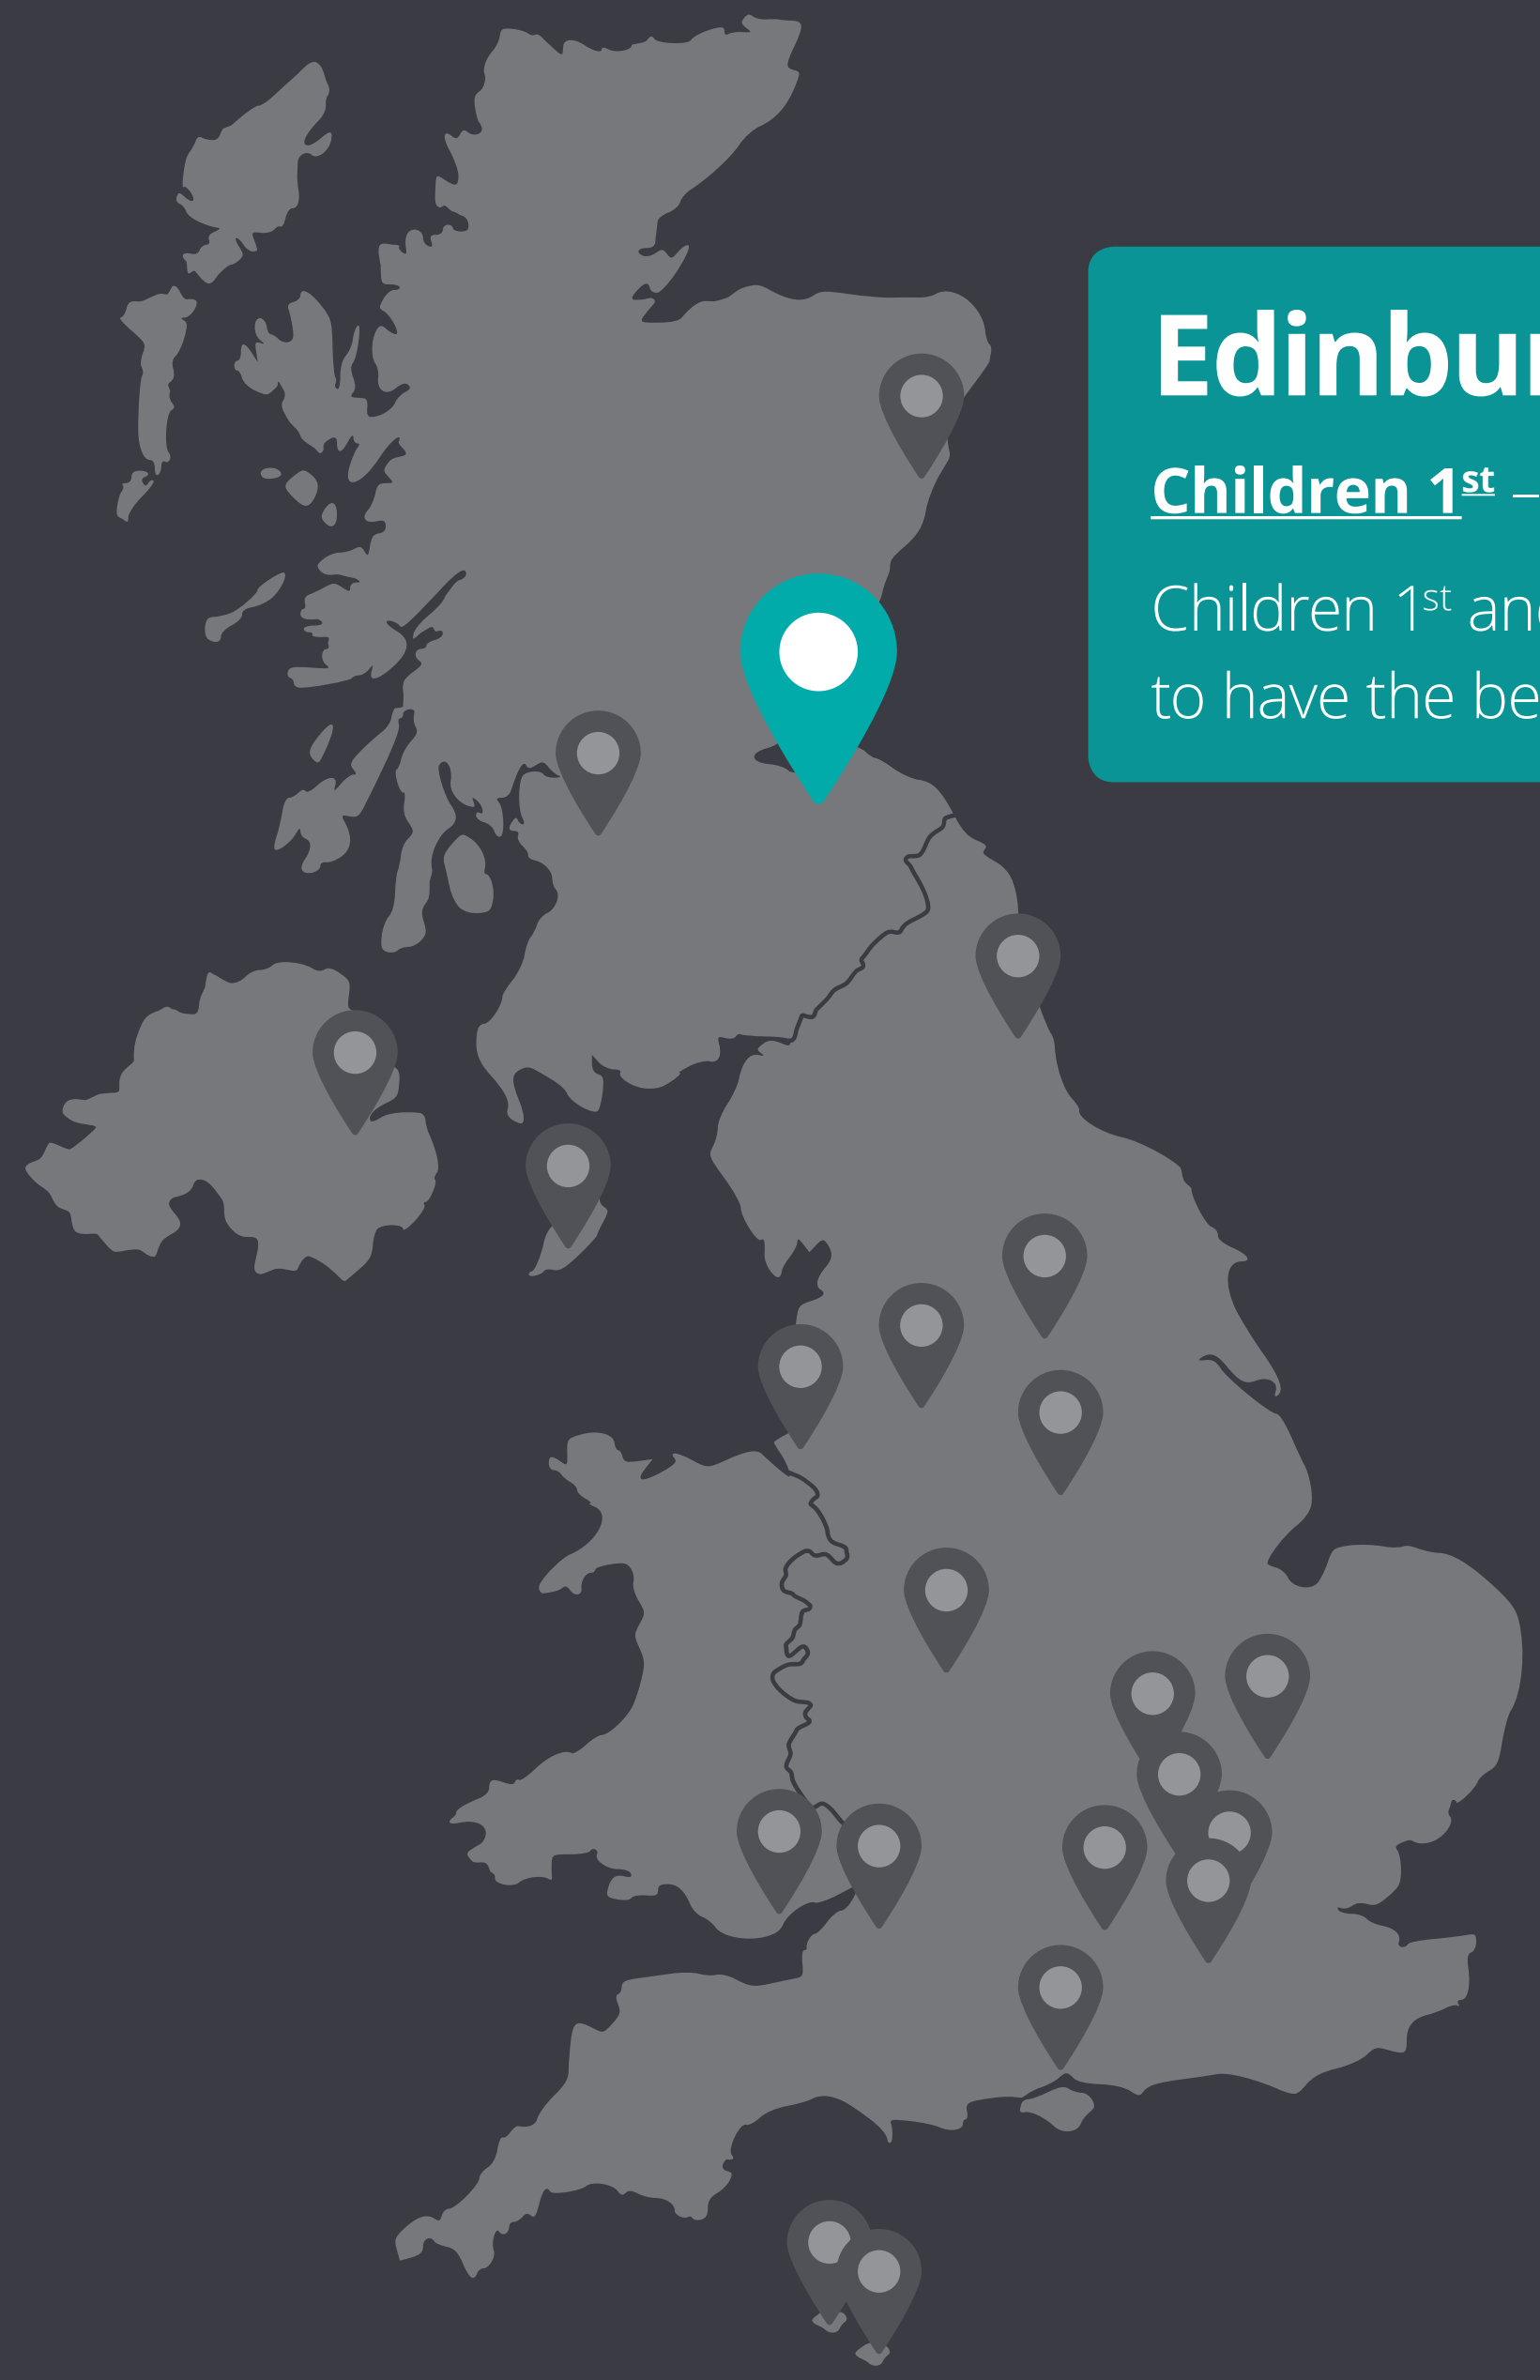 Edinbur
Children 1st –
Children 1st an
to have the be